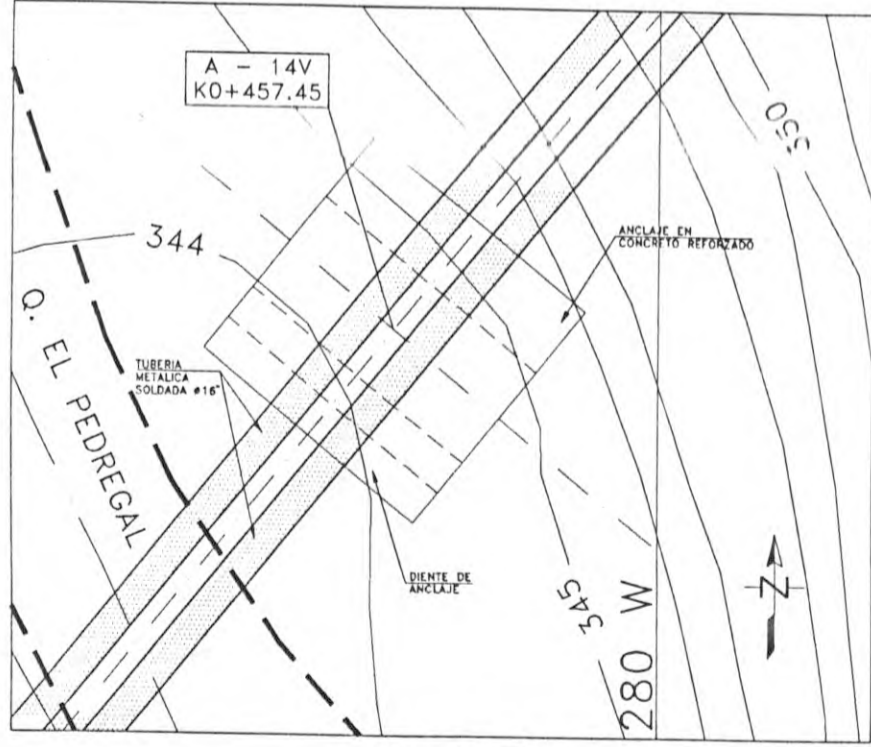 A - 14V
K0+457.45
350
344
ANCLAJE EN
CONCRETO REFORZADO
Q. EL PEDREGAL
TUBERIA
METALICA
SOLDADA ø16"
DIENTE DE
ANCLAJE
345
280 W
N